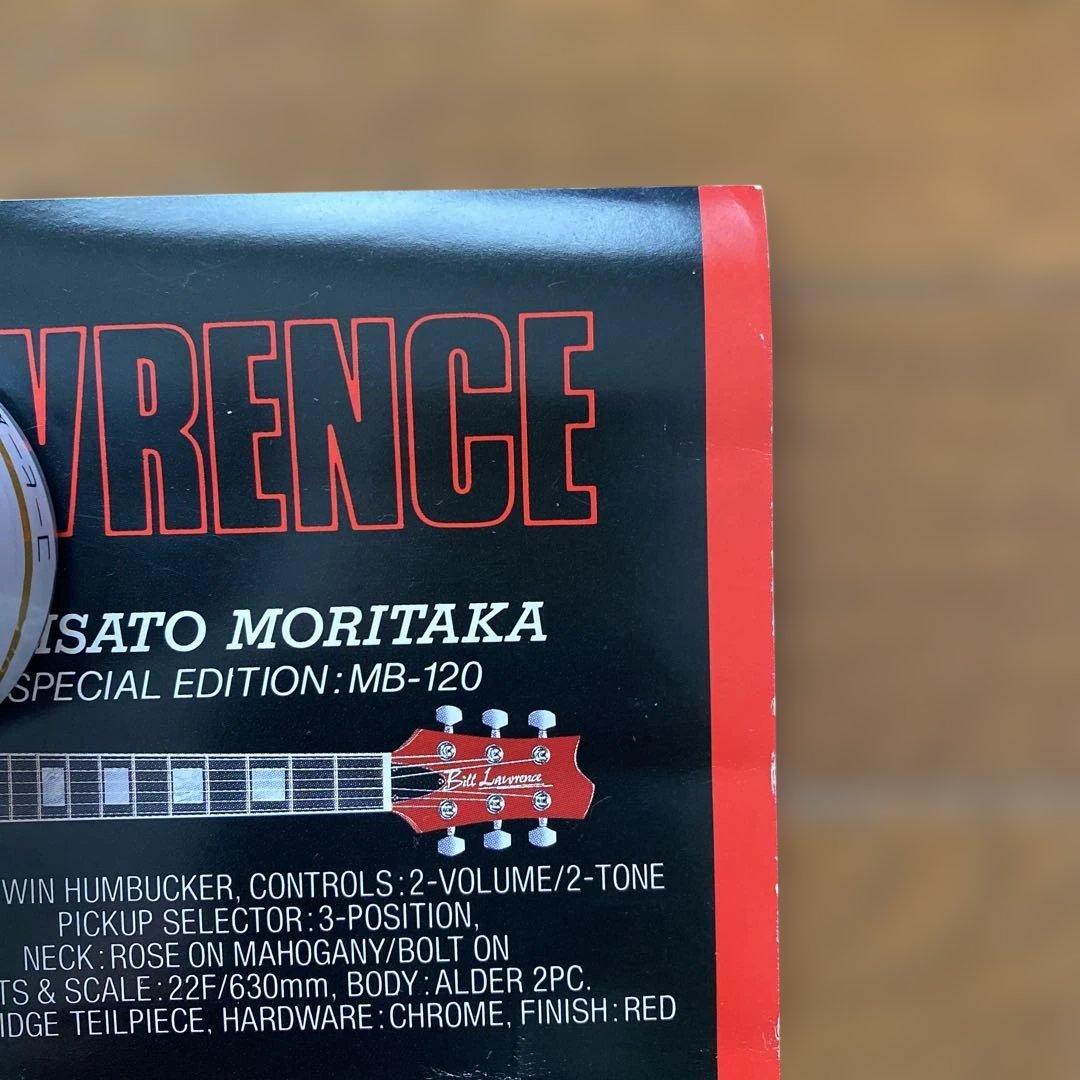 WRENCE
ISATO MORITAKA
SPECIAL EDITION:MB-120
Bill Lawrence
WIN HUMBUCKER, CONTROLS:2-VOLUME/2-TONE
PICKUP SELECTOR:3-POSITION,
NECK:ROSE ON MAHOGANY/BOLT ON
TS & SCALE:22F/630mm, BODY:ALDER 2PC.
IDGE TEILPIECE, HARDWARE:CHROME, FINISH:RED